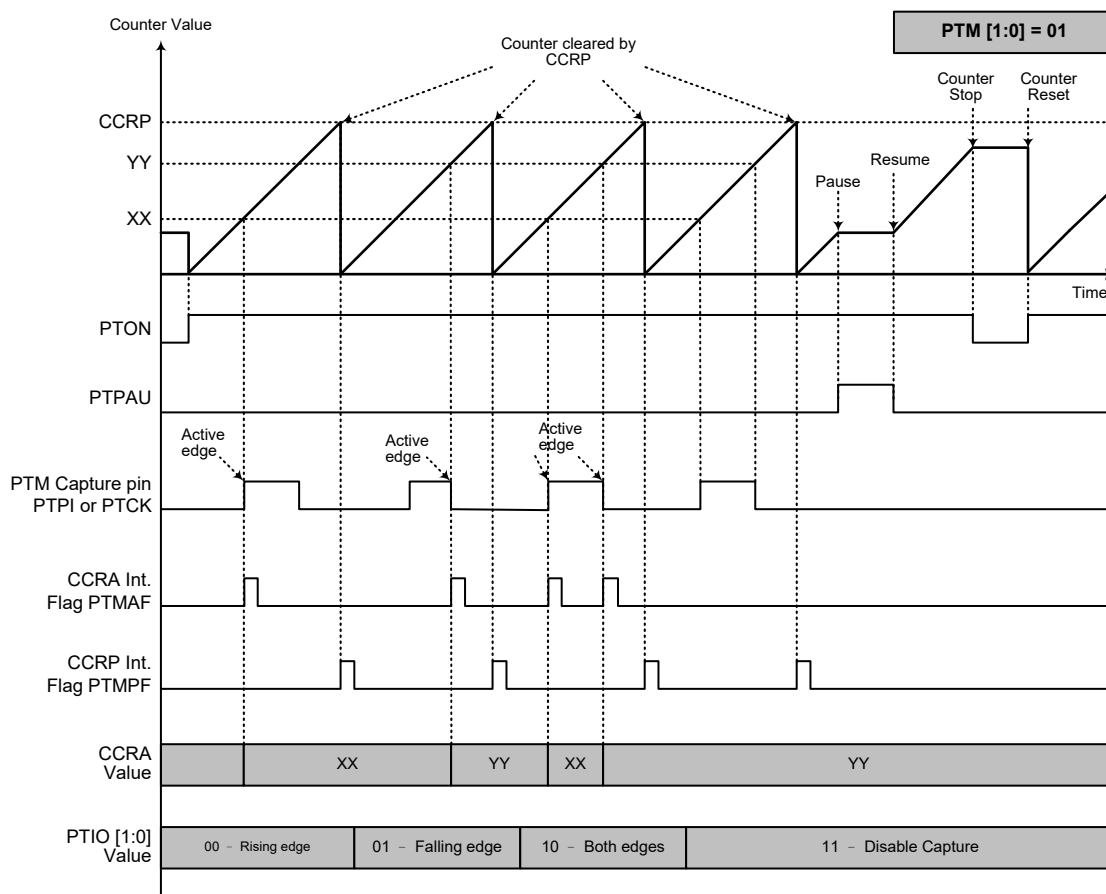 Counter Value
PTM [1:0] = 01
Counter cleared by
CCRP
Counter
Stop
Counter
Reset
CCRP
YY
Resume
Pause
XX
Time
PTON
PTPAU
Active
edge
Active
edge
Active
edge
PTM Capture pin
PTPI or PTCK
CCRA Int.
Flag PTMAF
CCRP Int.
Flag PTMPF
CCRA
Value
XX
YY
XX
YY
PTIO [1:0]
Value
00 – Rising edge
01 – Falling edge
10 – Both edges
11 – Disable Capture